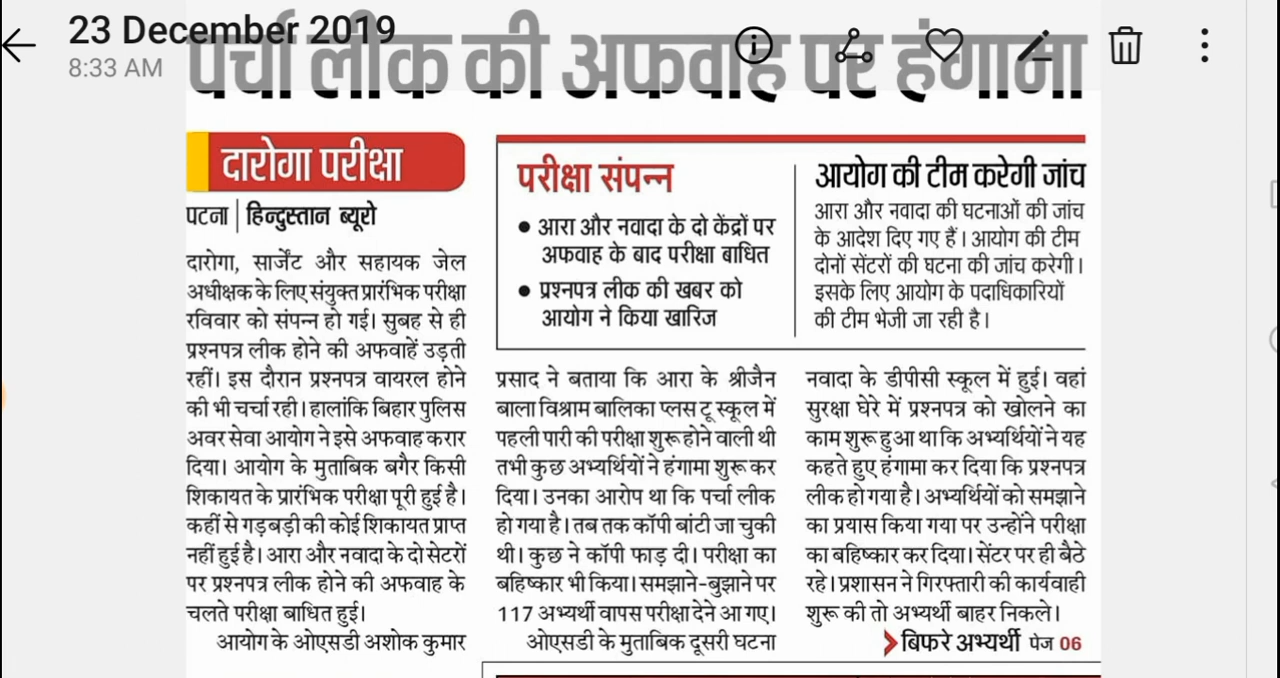 23 December 2019
8:33 AM
पर्चा लीक की अफवाह पर हंगामा
दारोगा परीक्षा
पटना | हिन्दुस्तान ब्यूरो
दारोगा, सार्जेंट और सहायक जेल
अधीक्षक के लिए संयुक्त प्रारंभिक परीक्षा
रविवार को संपन्न हो गई। सुबह से ही
प्रश्नपत्र लीक होने की अफवाहें उड़ती
रहीं। इस दौरान प्रश्नपत्र वायरल होने
की भी चर्चा रही। हालांकि बिहार पुलिस
अवर सेवा आयोग ने इसे अफवाह करार
दिया। आयोग के मुताबिक बगैर किसी
शिकायत के प्रारंभिक परीक्षा पूरी हुई है।
कहीं से गड़बड़ी की कोई शिकायत प्राप्त
नहीं हुई है। आरा और नवादा के दो सेटरों
पर प्रश्नपत्र लीक होने की अफवाह के
चलते परीक्षा बाधित हुई।
आयोग के ओएसडी अशोक कुमार
परीक्षा संपन्न
● आरा और नवादा के दो केंद्रों पर
अफवाह के बाद परीक्षा बाधित
● प्रश्नपत्र लीक की खबर को
आयोग ने किया खारिज
आयोग की टीम करेगी जांच
आरा और नवादा की घटनाओं की जांच
के आदेश दिए गए हैं। आयोग की टीम
दोनों सेंटरों की घटना की जांच करेगी।
इसके लिए आयोग के पदाधिकारियों
की टीम भेजी जा रही है।
प्रसाद ने बताया कि आरा के श्रीजैन
बाला विश्राम बालिका प्लस टू स्कूल में
पहली पारी की परीक्षा शुरू होने वाली थी
तभी कुछ अभ्यर्थियों ने हंगामा शुरू कर
दिया। उनका आरोप था कि पर्चा लीक
हो गया है। तब तक कॉपी बांटी जा चुकी
थी। कुछ ने कॉपी फाड़ दी। परीक्षा का
बहिष्कार भी किया। समझाने-बुझाने पर
117 अभ्यर्थी वापस परीक्षा देने आ गए।
ओएसडी के मुताबिक दूसरी घटना
नवादा के डीपीसी स्कूल में हुई। वहां
सुरक्षा घेरे में प्रश्नपत्र को खोलने का
काम शुरू हुआ था कि अभ्यर्थियों ने यह
कहते हुए हंगामा कर दिया कि प्रश्नपत्र
लीक हो गया है। अभ्यर्थियों को समझाने
का प्रयास किया गया पर उन्होंने परीक्षा
का बहिष्कार कर दिया। सेंटर पर ही बैठे
रहे। प्रशासन ने गिरफ्तारी की कार्यवाही
शुरू की तो अभ्यर्थी बाहर निकले।
बिफरे अभ्यर्थी पेज 06